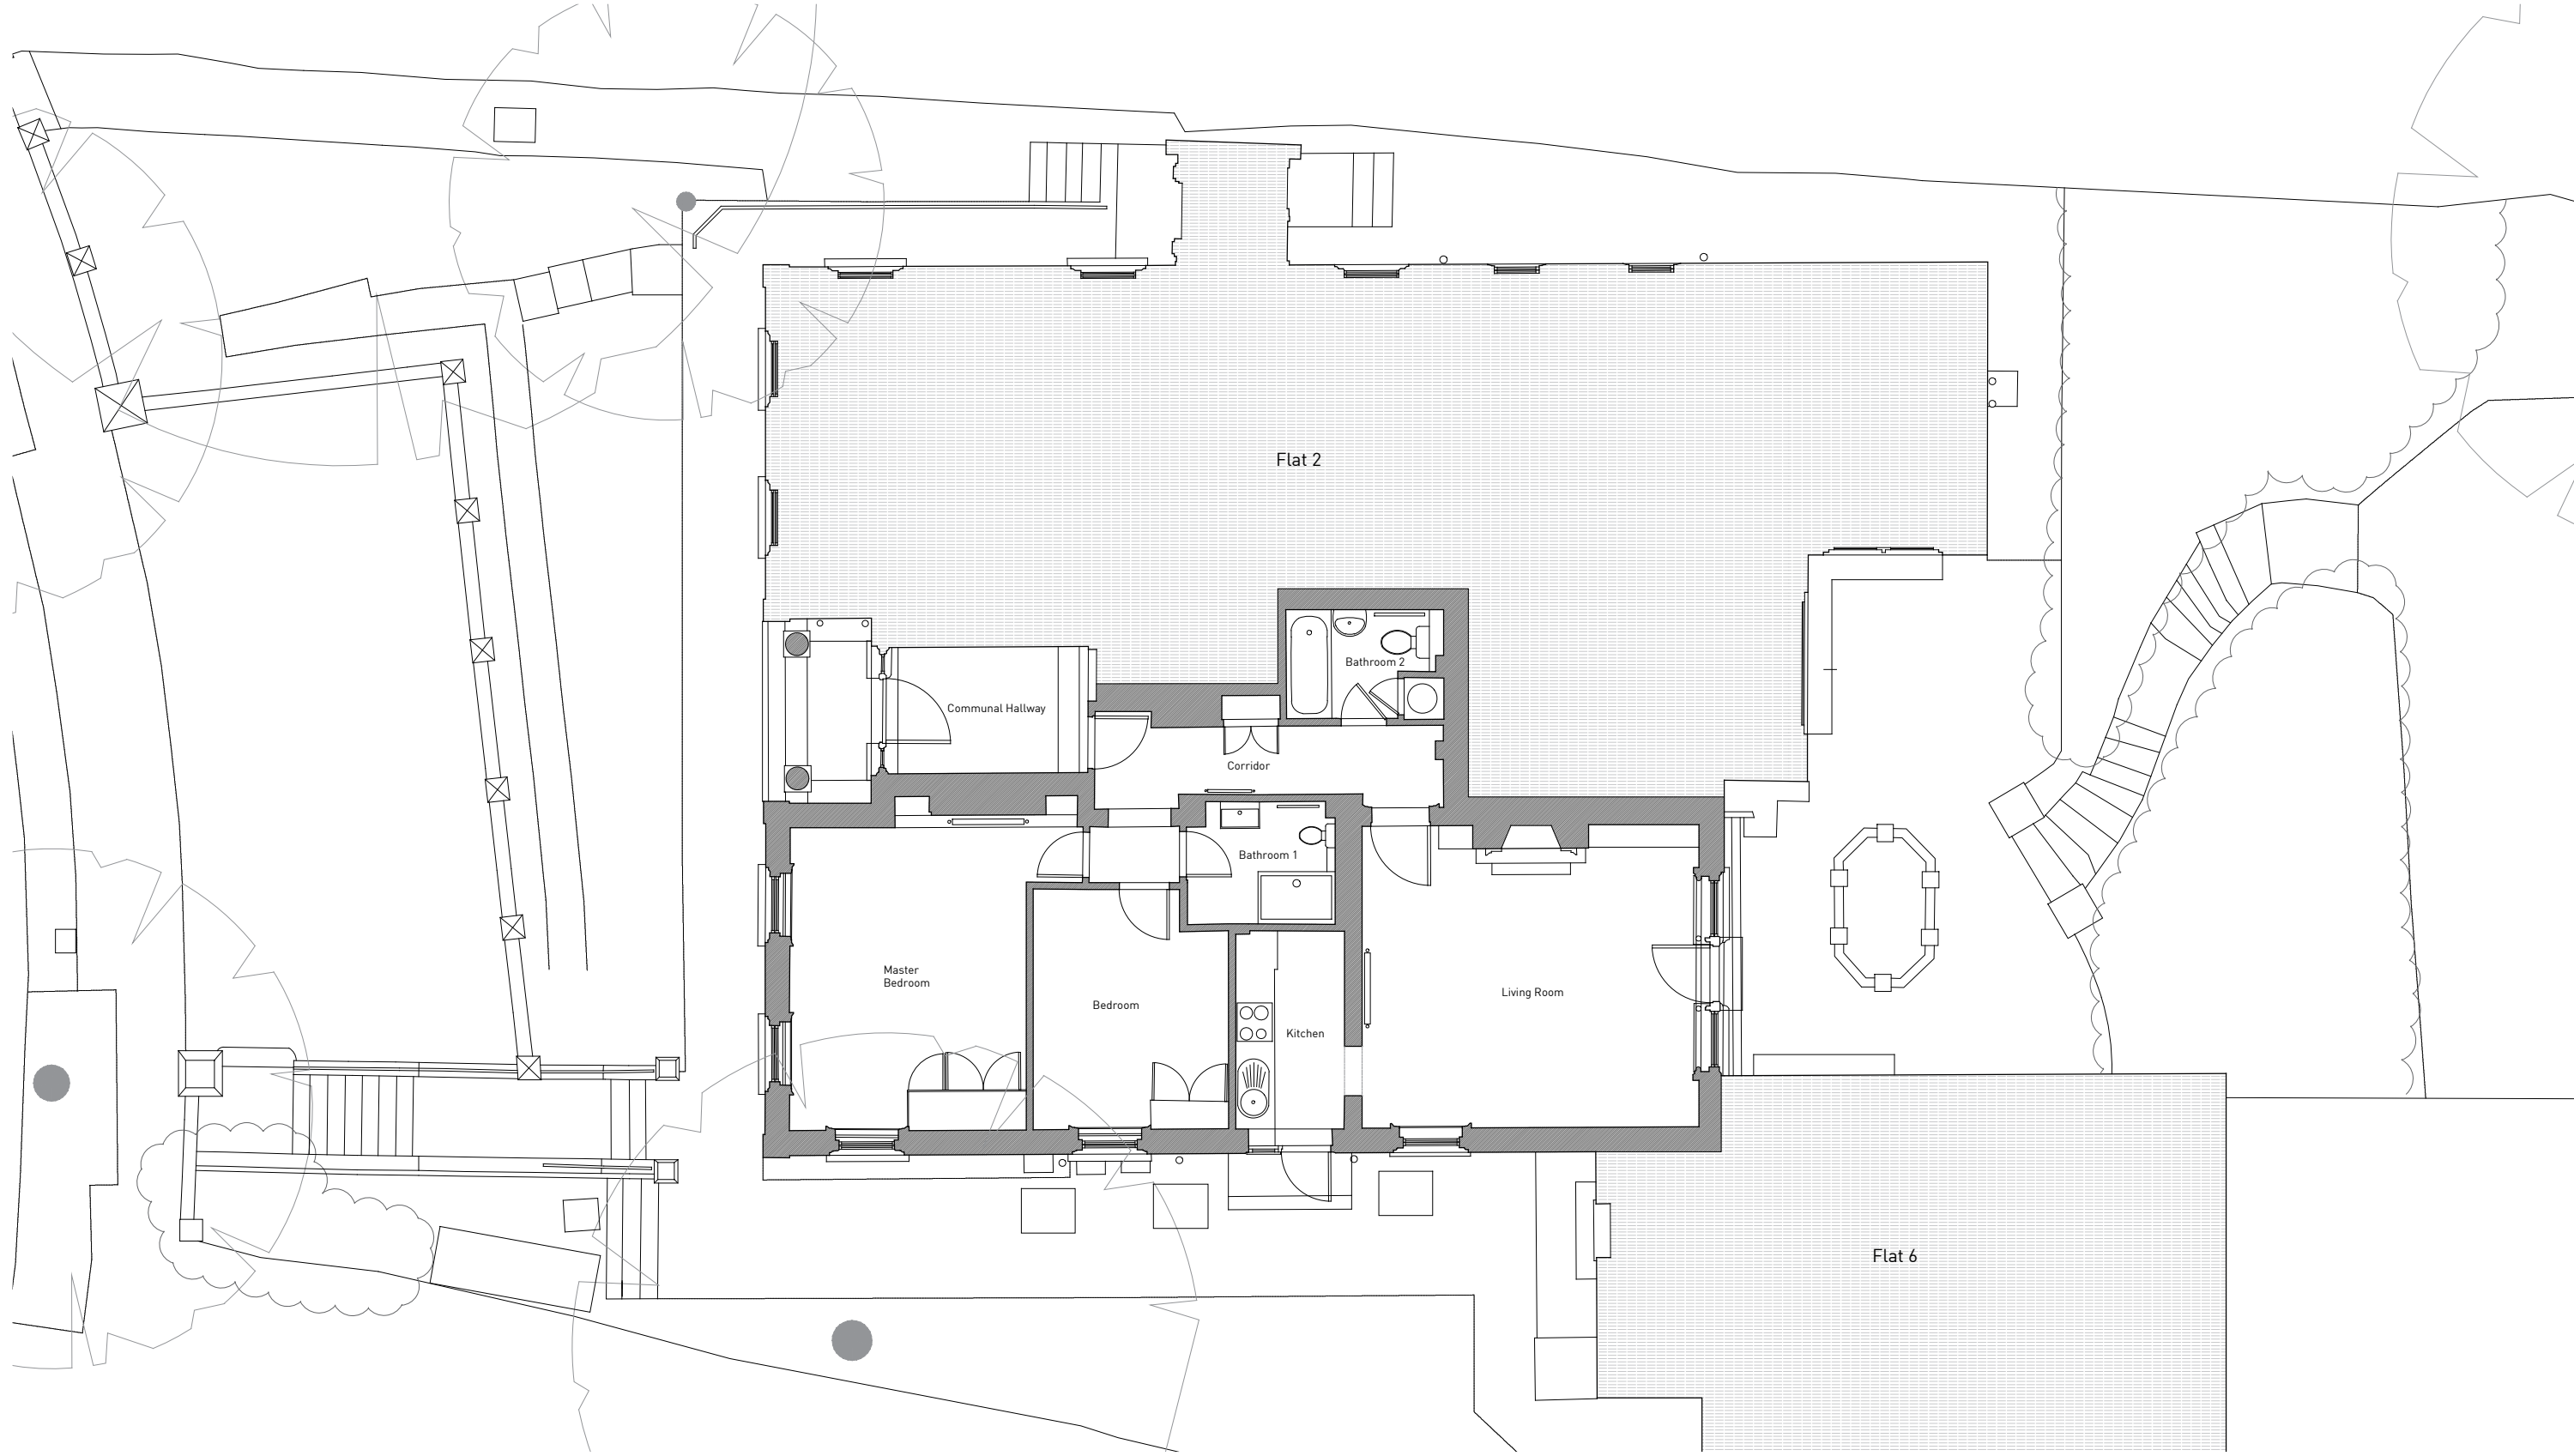 Flat 2
Bathroom 2
Communal Hallway
Corridor
Bathroom 1
Master
Bedroom
Bedroom
Living Room
Kitchen
Flat 6